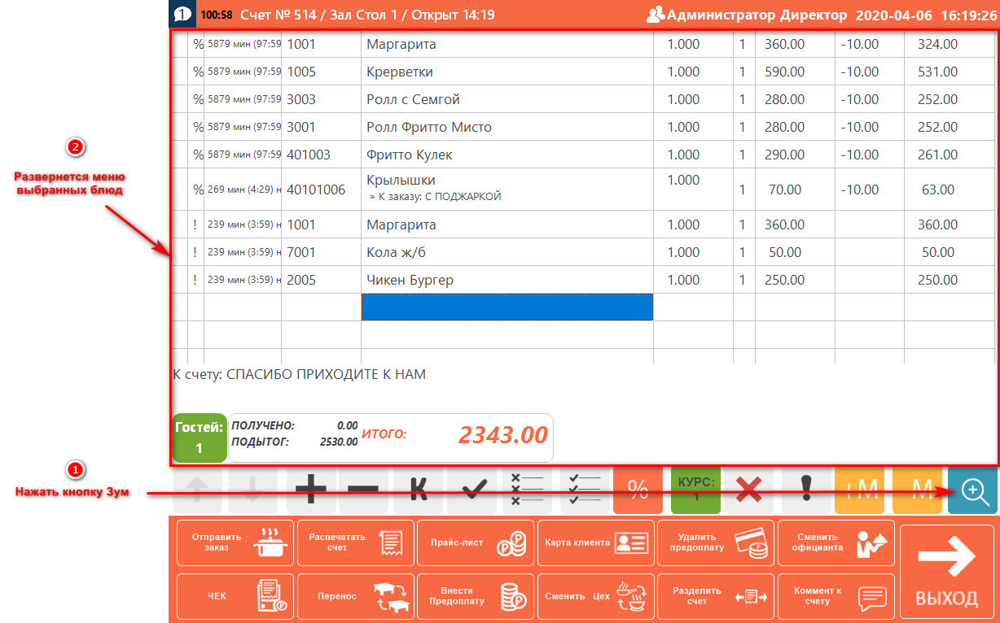 1 100:58 Счет № 514 / Зал Стол 1 / Открыт 14:19 Администратор Директор 2020-04-06 16:19:26
% 5879 мин (97:59 1001 Маргарита 1.000 1 360.00 -10.00 324.00
% 5879 мин (97:59 1005 Крерветки 1.000 1 590.00 -10.00 531.00
% 5879 мин (97:59 3003 Ролл с Семгой 1.000 1 280.00 -10.00 252.00
% 5879 мин (97:59 3001 Ролл Фритто Мисто 1.000 1 280.00 -10.00 252.00
% 5879 мин (97:59 401003 Фритто Кулек 1.000 1 290.00 -10.00 261.00
% 269 мин (4:29) н 40101006 Крылышки 1.000 1 70.00 -10.00 63.00
» К заказу: С ПОДЖАРКОЙ
! 239 мин (3:59) н 1001 Маргарита 1.000 1 360.00 360.00
! 239 мин (3:59) н 7001 Кола ж/б 1.000 1 50.00 50.00
! 239 мин (3:59) н 2005 Чикен Бургер 1.000 1 250.00 250.00
2
Развернется меню
выбранных блюд
К счету: СПАСИБО ПРИХОДИТЕ К НАМ
Гостей:
1
ПОЛУЧЕНО: 0.00
ПОДЫТОГ: 2530.00
ИТОГО: 2343.00
1
Нажать кнопку Зум
К % КУРС: 1 ! ↑М М
Отправить
заказ
Распечатать
счет
Прайс-лист
Карта клиента
Удалить
предоплату
Сменить
официанта
ЧЕК
Перенос
Внести
Предоплату
Сменить Цех
Разделить
счет
Коммент к
счету
ВЫХОД